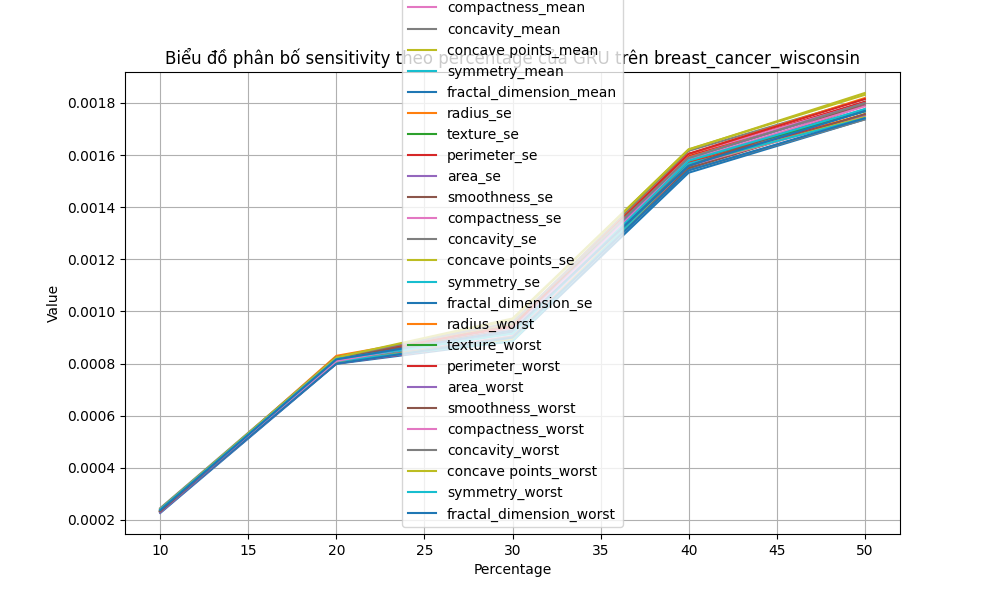 compactness_mean
concavity_mean
concave points_mean
Biểu đồ phân bố sensitivity theo percentage của GRU trên breast_cancer_wisconsin
symmetry_mean
fractal_dimension_mean
radius_se
texture_se
perimeter_se
area_se
smoothness_se
compactness_se
concavity_se
concave points_se
symmetry_se
fractal_dimension_se
radius_worst
texture_worst
perimeter_worst
area_worst
smoothness_worst
compactness_worst
concavity_worst
concave points_worst
symmetry_worst
fractal_dimension_worst
0.0018
0.0016
0.0014
0.0012
0.0010
0.0008
0.0006
0.0004
0.0002
Value
10 15 20 25 30 35 40 45 50
Percentage